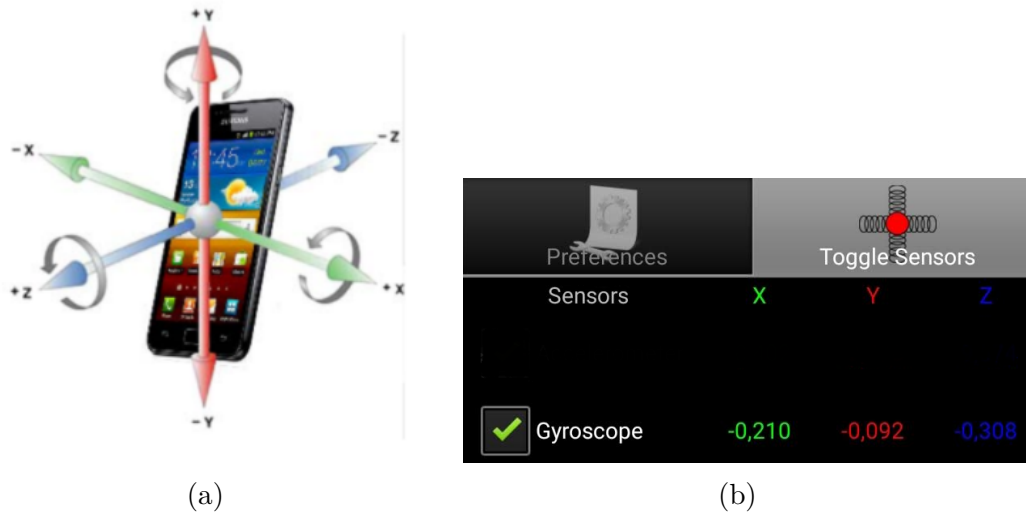 + Y
- X
- Z
+ Z
+ X
- Y
Preferences
Toggle Sensors
Sensors X Y Z
Gyroscope -0,210 -0,092 -0,308
(a)
(b)